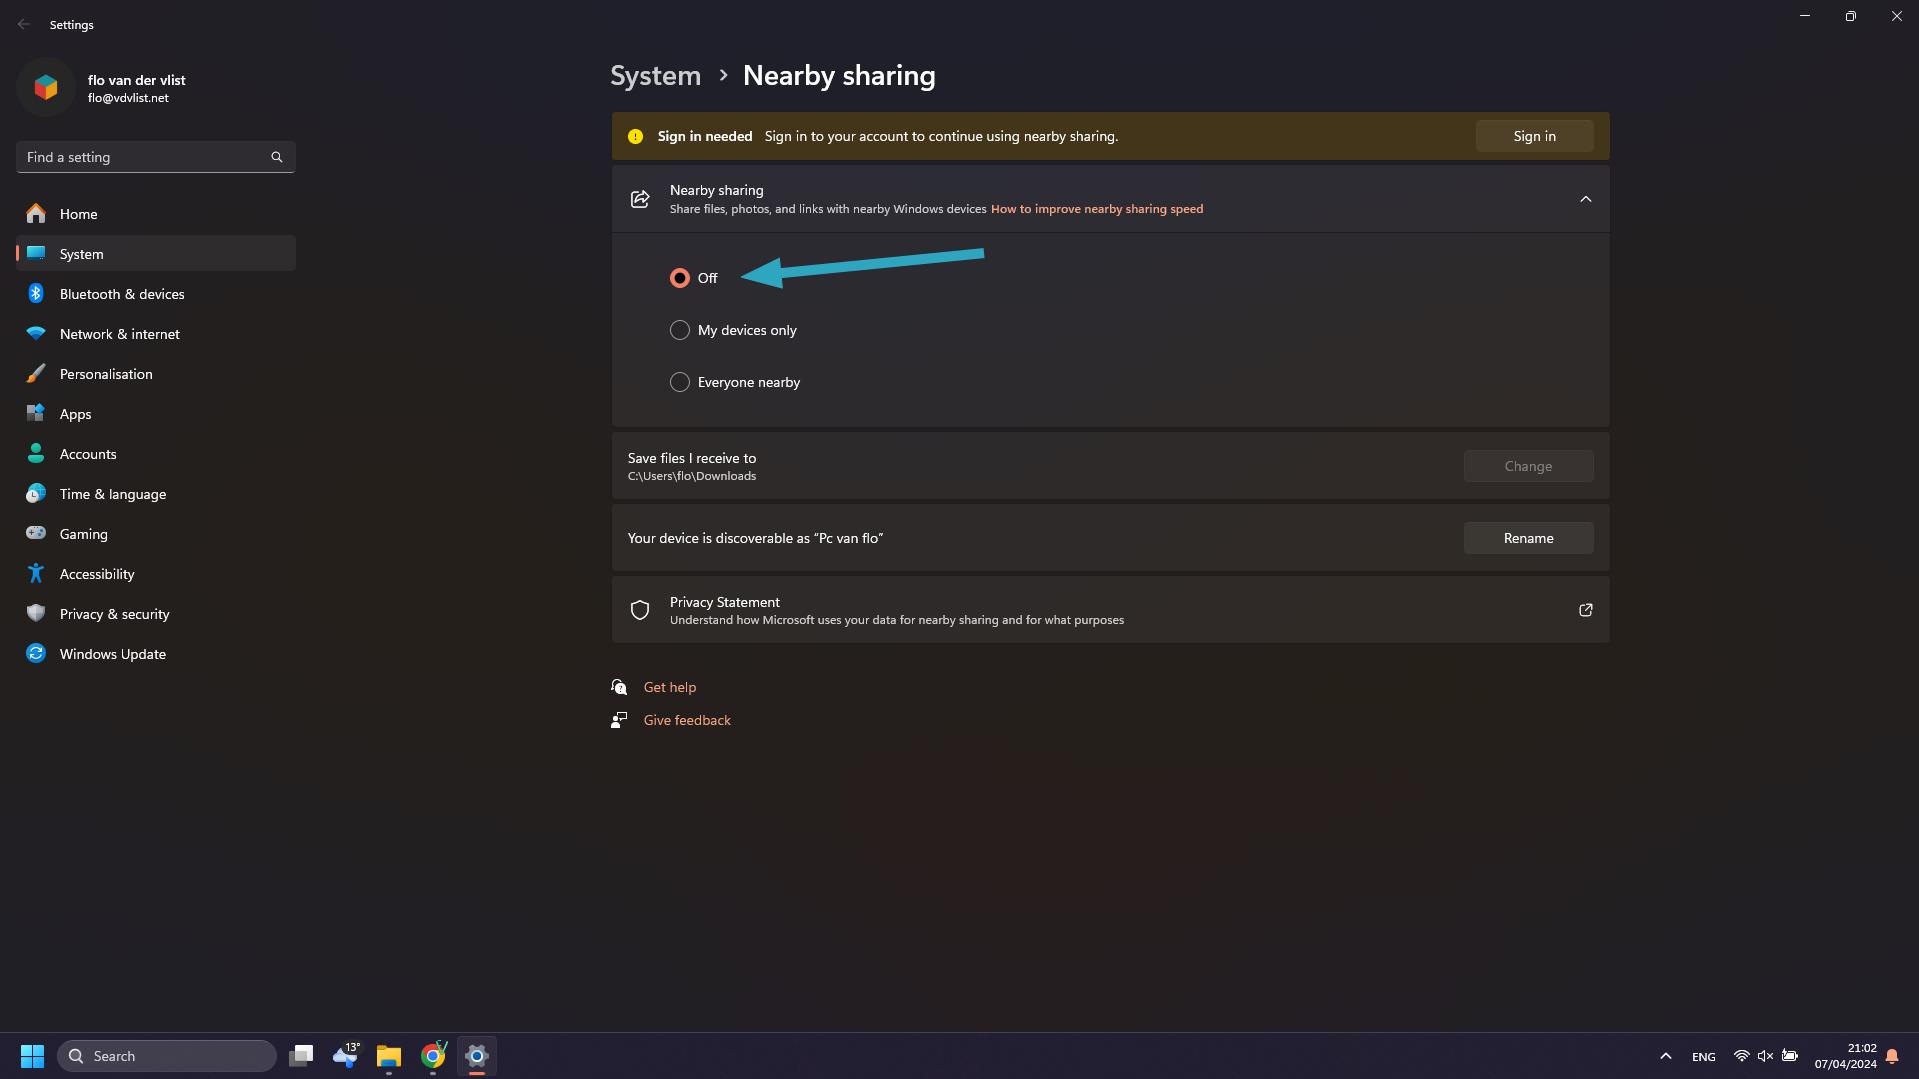 Settings
flo van der vlist
flo@vdvlist.net
Find a setting
Home
System
Bluetooth & devices
Network & internet
Personalisation
Apps
Accounts
Time & language
Gaming
Accessibility
Privacy & security
Windows Update
System › Nearby sharing
Sign in needed Sign in to your account to continue using nearby sharing. Sign in
Nearby sharing
Share files, photos, and links with nearby Windows devices How to improve nearby sharing speed
Off
My devices only
Everyone nearby
Save files I receive to
C:\Users\flo\Downloads
Change
Your device is discoverable as “Pc van flo” Rename
Privacy Statement
Understand how Microsoft uses your data for nearby sharing and for what purposes
Get help
Give feedback
Search
13°
ENG
21:02
07/04/2024